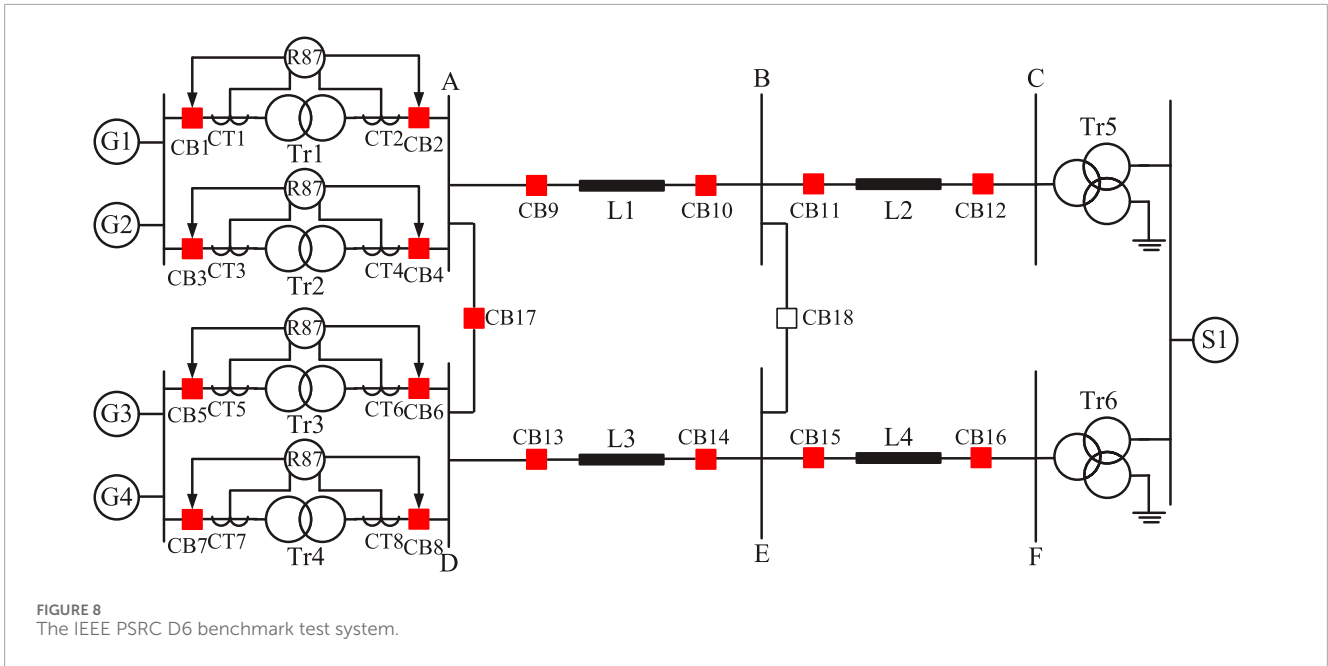 R87
A
B
C
G1
CB1
CT1
Tr1
CT2
CB2
Tr5
R87
G2
CB3
CT3
Tr2
CT4
CB4
CB9
L1
CB10
CB11
L2
CB12
R87
CB17
CB18
S1
G3
CB5
CT5
Tr3
CT6
CB6
Tr6
R87
CB13
L3
CB14
CB15
L4
CB16
G4
CB7
CT7
Tr4
CT8
CB8
D
E
F
FIGURE 8
The IEEE PSRC D6 benchmark test system.